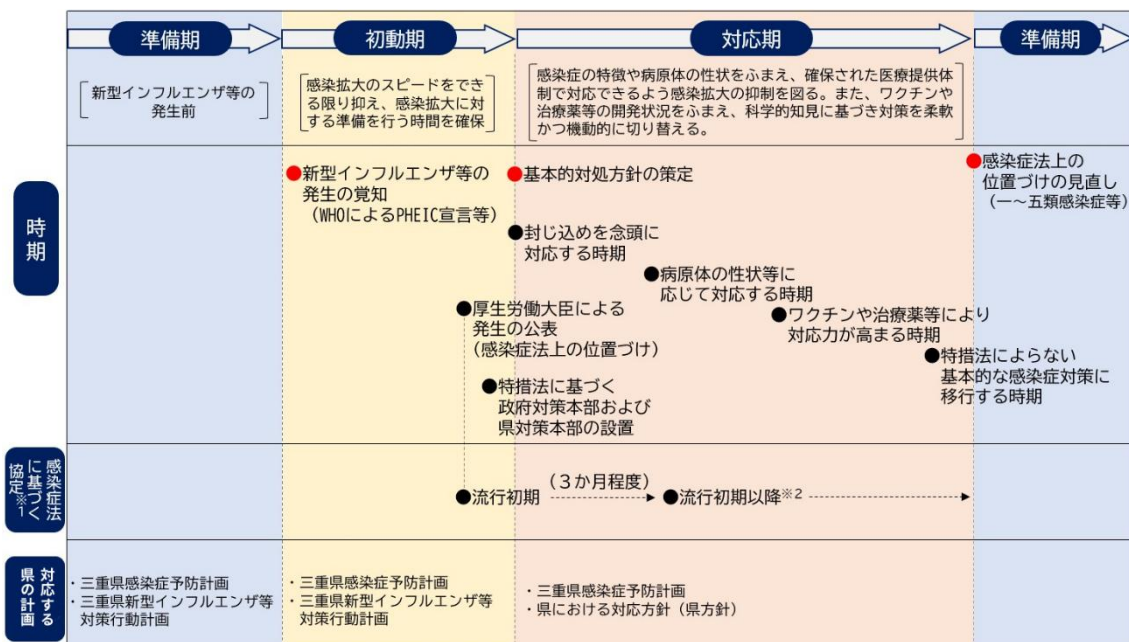 準備期
初動期
対応期
準備期
新型インフルエンザ等の
発生前
感染拡大のスピードをでき
る限り抑え、感染拡大に対
する準備を行う時間を確保
感染症の特徴や病原体の性状をふまえ、確保された医療提供体
制で対応できるよう感染拡大の抑制を図る。また、ワクチンや
治療薬等の開発状況をふまえ、科学的知見に基づき対策を柔軟
かつ機動的に切り替える。
時期
●新型インフルエンザ等の
発生の覚知
（WHOによるPHEIC宣言等）
●基本的対処方針の策定
●感染症法上の
位置づけの見直し
（一～五類感染症等）
●封じ込めを念頭に
対応する時期
●病原体の性状等に
応じて対応する時期
●厚生労働大臣による
発生の公表
（感染症法上の位置づけ）
●ワクチンや治療薬等により
対応力が高まる時期
●特措法によらない
基本的な感染症対策に
移行する時期
●特措法に基づく
政府対策本部および
県対策本部の設置
感染症法
に基づく
協定※1
●流行初期
（３か月程度）
●流行初期以降※2
対応する
県の計画
・三重県感染症予防計画
・三重県新型インフルエンザ等
対策行動計画
・三重県感染症予防計画
・三重県新型インフルエンザ等
対策行動計画
・三重県感染症予防計画
・県における対応方針（県方針）